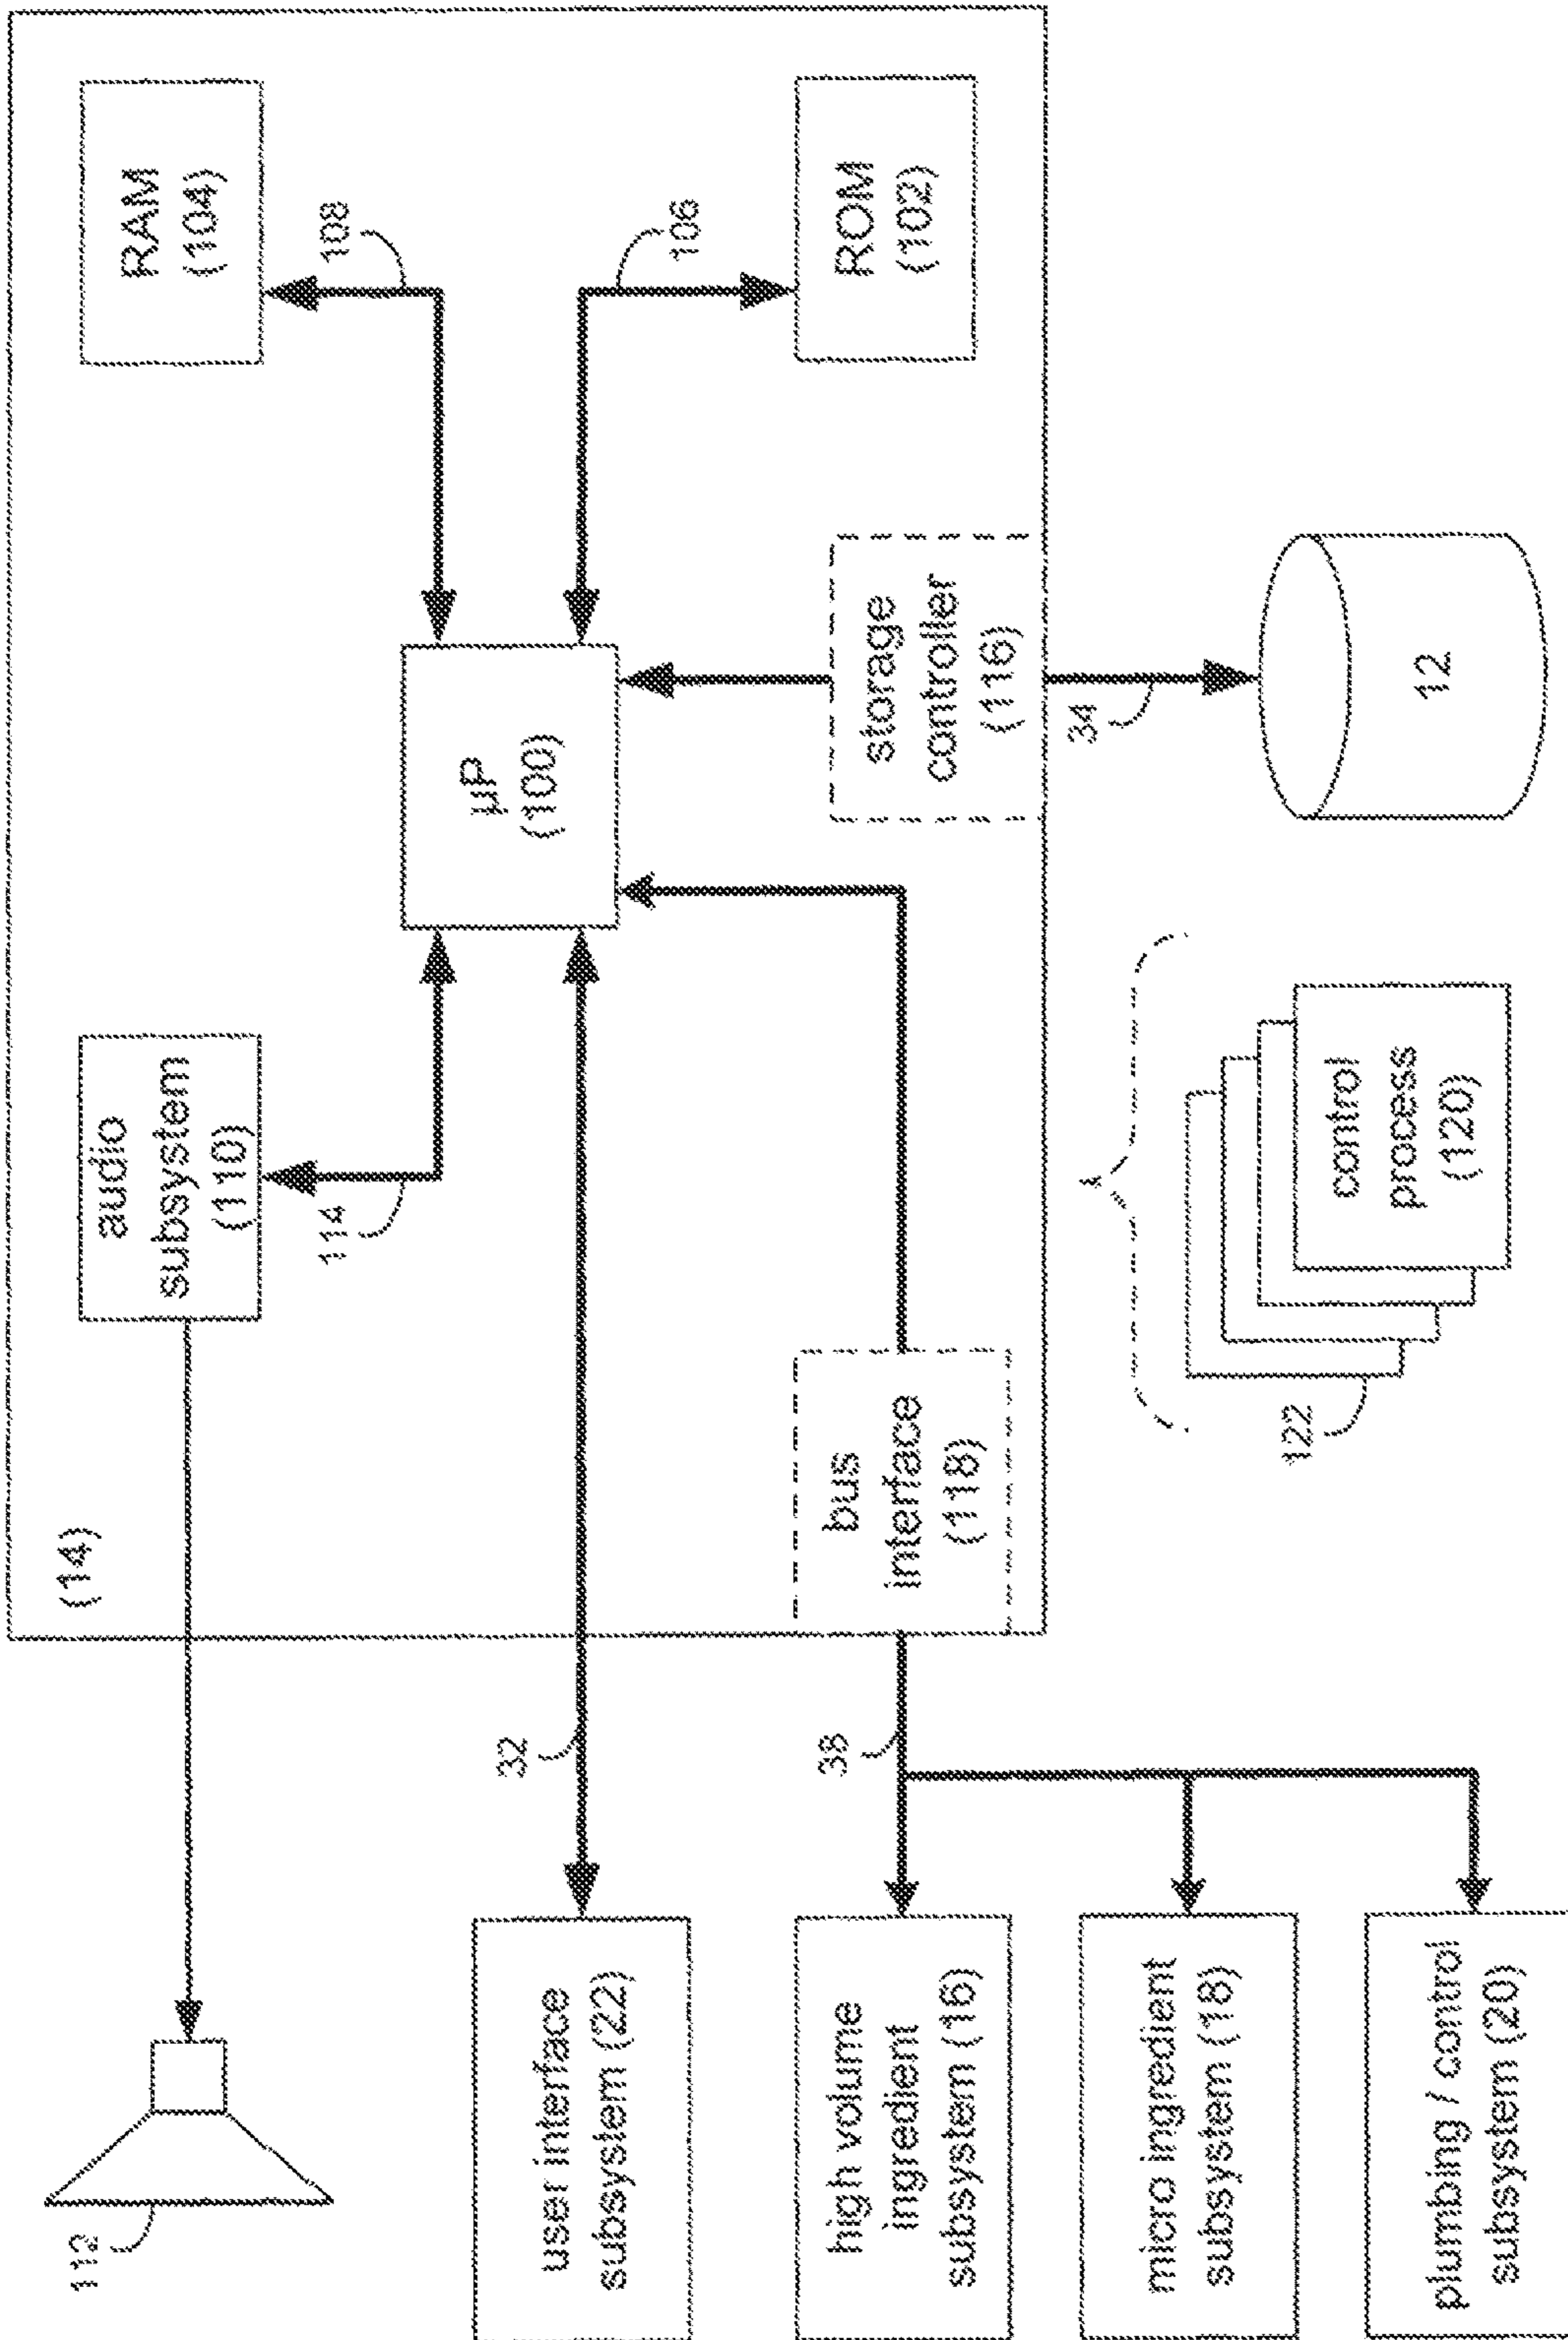 112
(14)
audio
subsystem
(110)
114
RAM
(104)
108
user interface
subsystem (22)
32
µP
(100)
106
ROM
(102)
high volume
ingredient
subsystem (16)
38
bus
interface
(118)
storage
controller
(116)
34
12
micro ingredient
subsystem (18)
122
control
process
(120)
plumbing / control
subsystem (20)